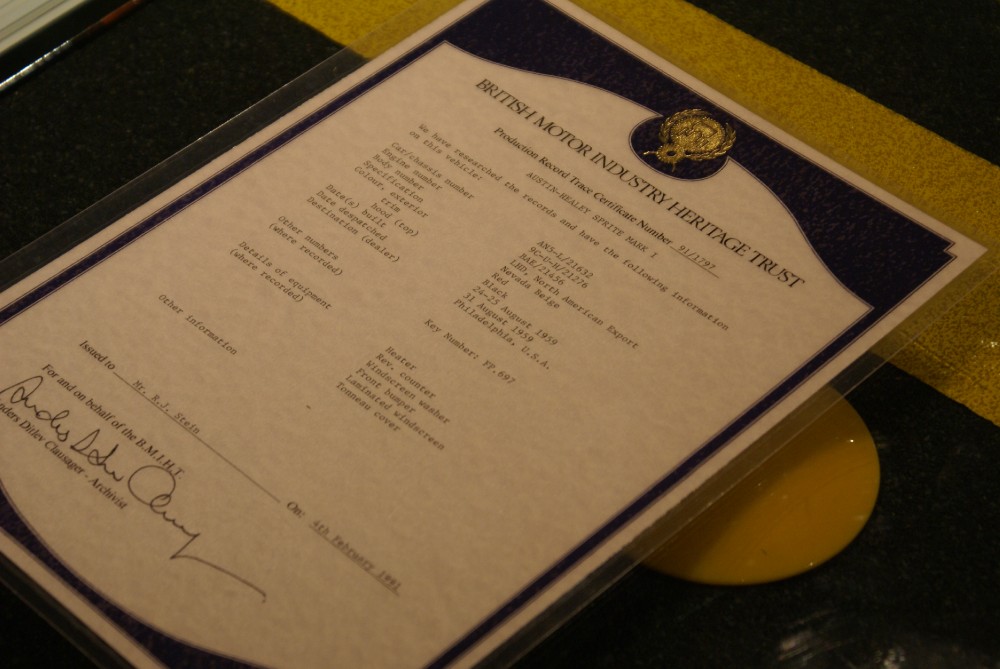 BRITISH MOTOR INDUSTRY HERITAGE TRUST
Production Record Trace Certificate Number 91/1797
AUSTIN-HEALEY SPRITE MARK I
We have researched the records and have the following information
on this vehicle:
Car/chassis number AN5-L/21632
Engine number 9C-U-H/21276
Body number BAE/21456
Specification LHD, North American Export
Colour, exterior Nevada Beige
trim Red
hood (top) Black
Date(s) built 24-25 August 1959
Date despatched 31 August 1959
Destination (dealer) Philadelphia, U.S.A.
Other numbers Key Number: FP.697
(where recorded)
Details of equipment Heater
(where recorded) Rev. counter
Windscreen washer
Front bumper
Laminated windscreen
Tonneau cover
Other information
Issued to Mr. R.J. Stein On: 4th February 1991
For and on behalf of the B.M.I.H.T.
Anders Ditlev Clausager - Archivist